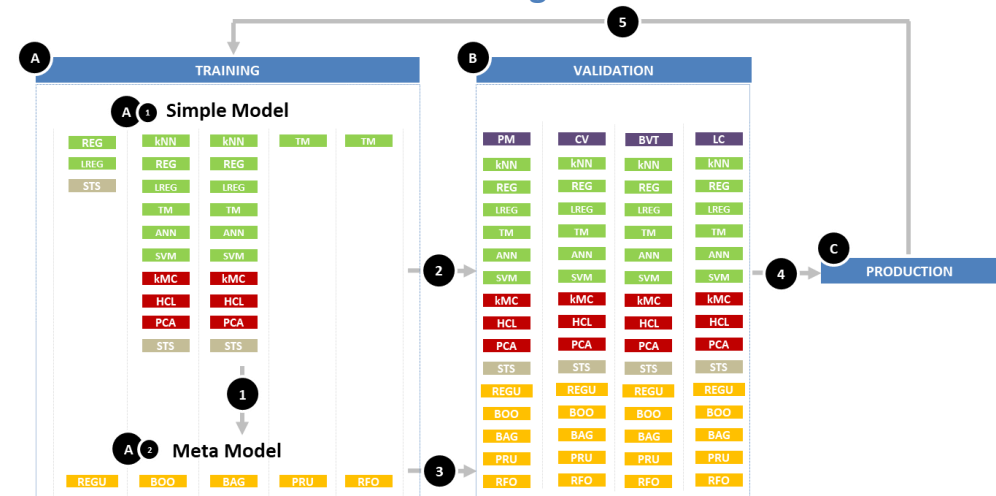 5
A
TRAINING
B
VALIDATION
A 1 Simple Model
REG kNN kNN TM TM
LREG REG REG
STS LREG LREG
TM TM
ANN ANN
SVM SVM
kMC kMC
HCL HCL
PCA PCA
STS STS
1
A 2 Meta Model
REGU BOO BAG PRU RFO
2
3
PM CV BVT LC
kNN kNN kNN kNN
REG REG REG REG
LREG LREG LREG LREG
TM TM TM TM
ANN ANN ANN ANN
SVM SVM SVM SVM
kMC kMC kMC kMC
HCL HCL HCL HCL
PCA PCA PCA PCA
STS STS STS STS
REGU REGU REGU REGU
BOO BOO BOO BOO
BAG BAG BAG BAG
PRU PRU PRU PRU
RFO RFO RFO RFO
4
C
PRODUCTION